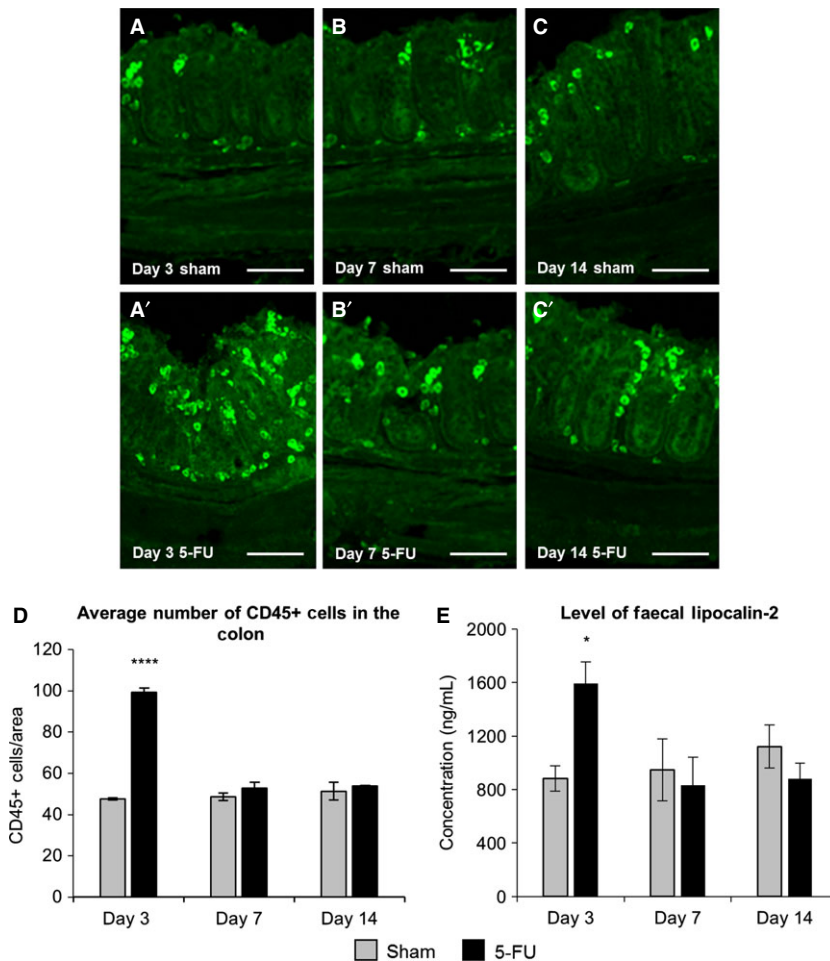 A
B
C
Day 3 sham
Day 7 sham
Day 14 sham
A′
B′
C′
Day 3 5-FU
Day 7 5-FU
Day 14 5-FU
D
Average number of CD45+ cells in the
colon
120
100
80
60
40
20
0
CD45+ cells/area
****
Day 3
Day 7
Day 14
E
Level of faecal lipocalin-2
2000
1600
1200
800
400
0
Concentration (ng/mL)
*
Day 3
Day 7
Day 14
Sham
5-FU